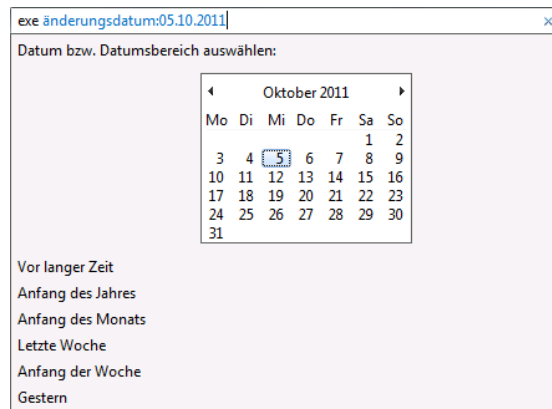 exe änderungsdatum:05.10.2011
Datum bzw. Datumsbereich auswählen:
Oktober 2011
Mo Di Mi Do Fr Sa So
1 2
3 4 5 6 7 8 9
10 11 12 13 14 15 16
17 18 19 20 21 22 23
24 25 26 27 28 29 30
31
Vor langer Zeit
Anfang des Jahres
Anfang des Monats
Letzte Woche
Anfang der Woche
Gestern